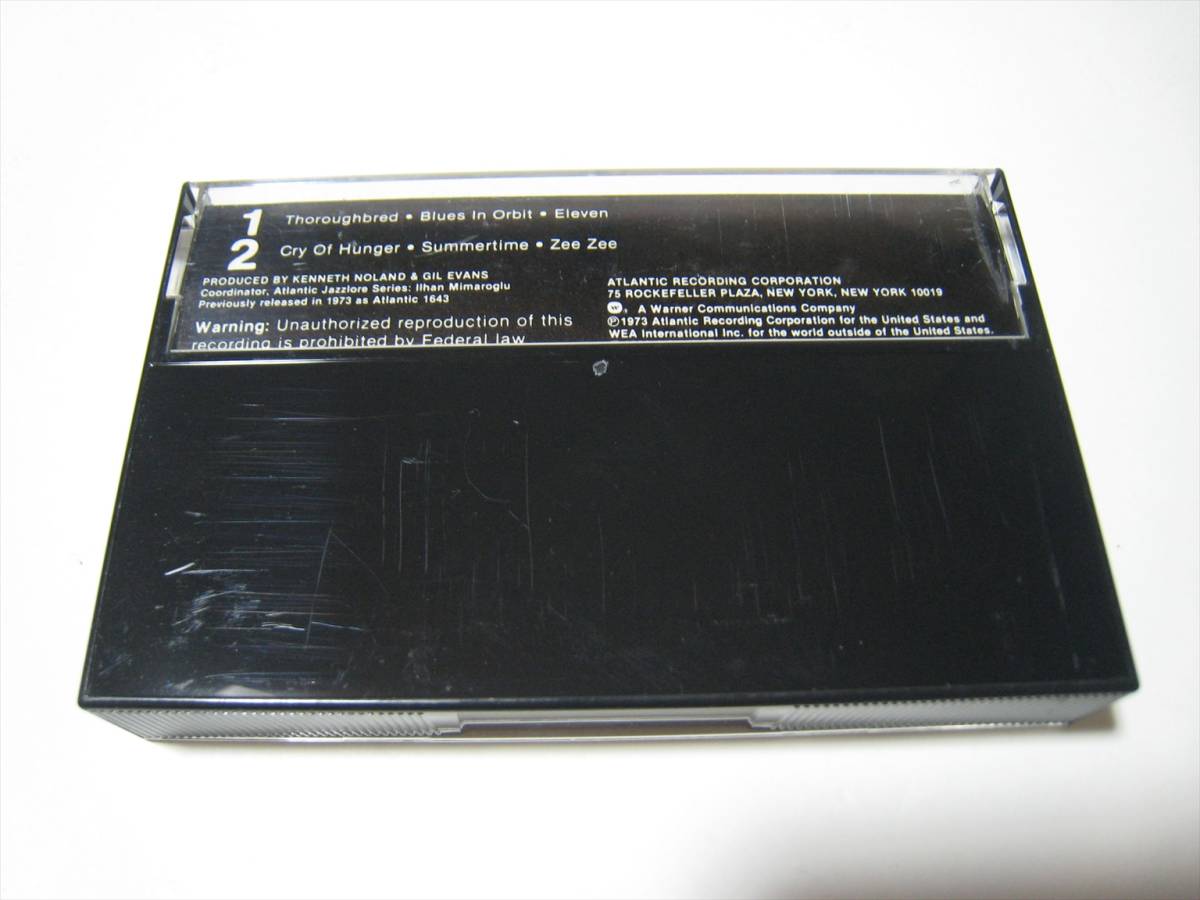 1 Thoroughbred • Blues In Orbit • Eleven
2 Cry Of Hunger • Summertime • Zee Zee
PRODUCED BY KENNETH NOLAND & GIL EVANS
Coordinator, Atlantic Jazzlore Series: Ilhan Mimaroglu
Previously released in 1973 as Atlantic 1643
Warning: Unauthorized reproduction of this
recording is prohibited by Federal law
ATLANTIC RECORDING CORPORATION
75 ROCKEFELLER PLAZA, NEW YORK, NEW YORK 10019
A Warner Communications Company
℗1973 Atlantic Recording Corporation for the United States and
WEA International Inc. for the world outside of the United States.